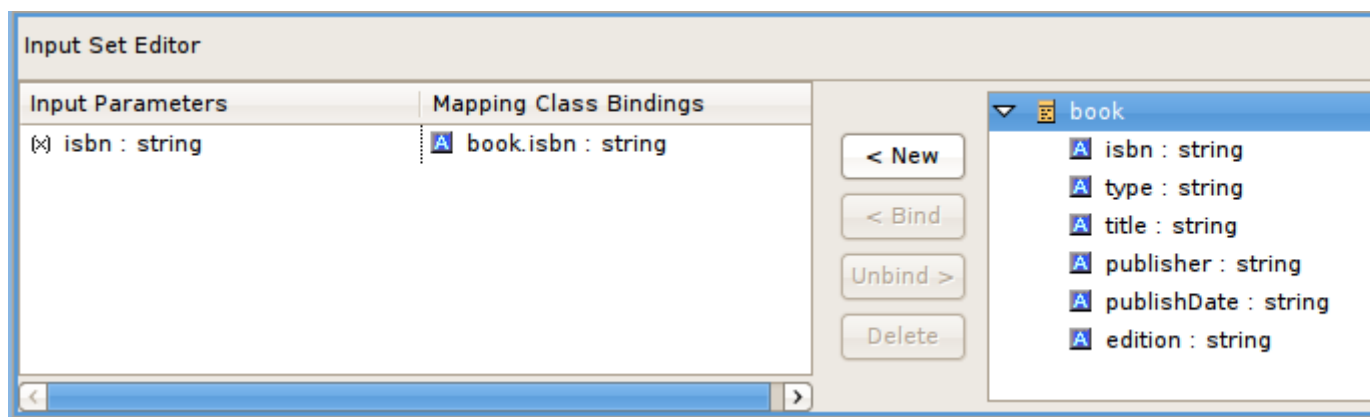 Input Set Editor
Input Parameters
Mapping Class Bindings
isbn : string
book.isbn : string
< New
< Bind
Unbind >
Delete
book
isbn : string
type : string
title : string
publisher : string
publishDate : string
edition : string